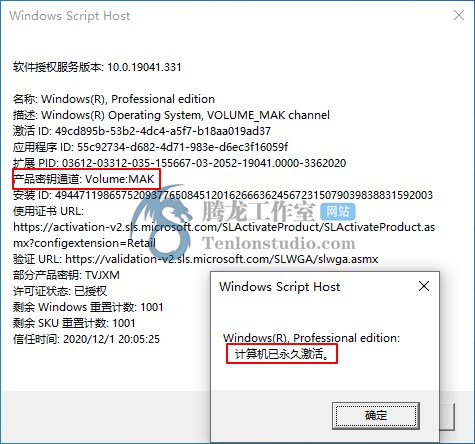 Windows Script Host
软件授权服务版本: 10.0.19041.331
名称: Windows(R), Professional edition
描述: Windows(R) Operating System, VOLUME_MAK channel
激活 ID: 49cd895b-53b2-4dc4-a5f7-b18aa019ad37
应用程序 ID: 55c92734-d682-4d71-983e-d6ec3f16059f
扩展 PID: 03612-03312-035-155667-03-2052-19041.0000-3362020
产品密钥通道: Volume:MAK
使用证书 URL:
https://activation-v2.sls.microsoft.com/SLActivateProduct/SLActivateProduct.as
mx?configextension=Retail
验证 URL: https://validation-v2.sls.microsoft.com/SLWGA/slwga.asmx
部分产品密钥: TVJXM
许可证状态: 已授权
剩余 Windows 重置计数: 1001
剩余 SKU 重置计数: 1001
信任时间: 2020/12/1 20:05:25
腾龙工作室 网站
Tenlonstudio.com
Windows Script Host
Windows(R), Professional edition:
计算机已永久激活。
确定